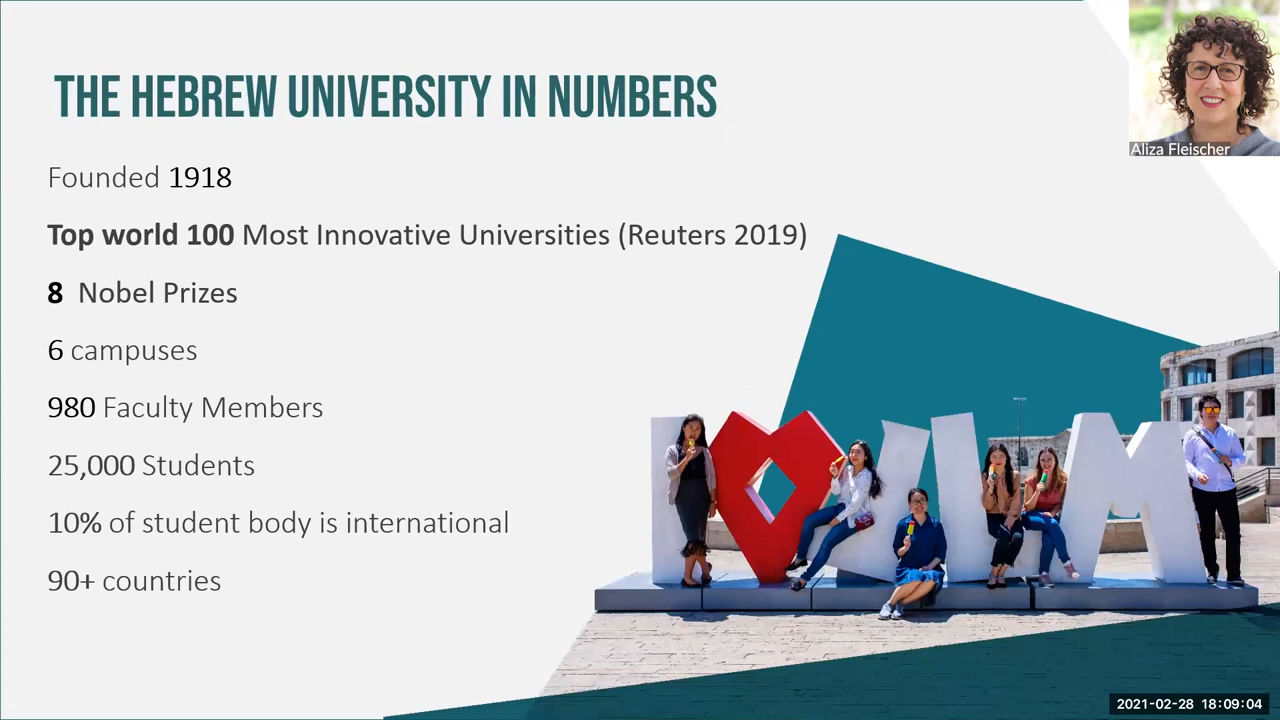 THE HEBREW UNIVERSITY IN NUMBERS
Aliza Fleischer
Founded 1918
Top world 100 Most Innovative Universities (Reuters 2019)
8 Nobel Prizes
6 campuses
980 Faculty Members
25,000 Students
10% of student body is international
90+ countries
I JLM
2021-02-28 18:09:04